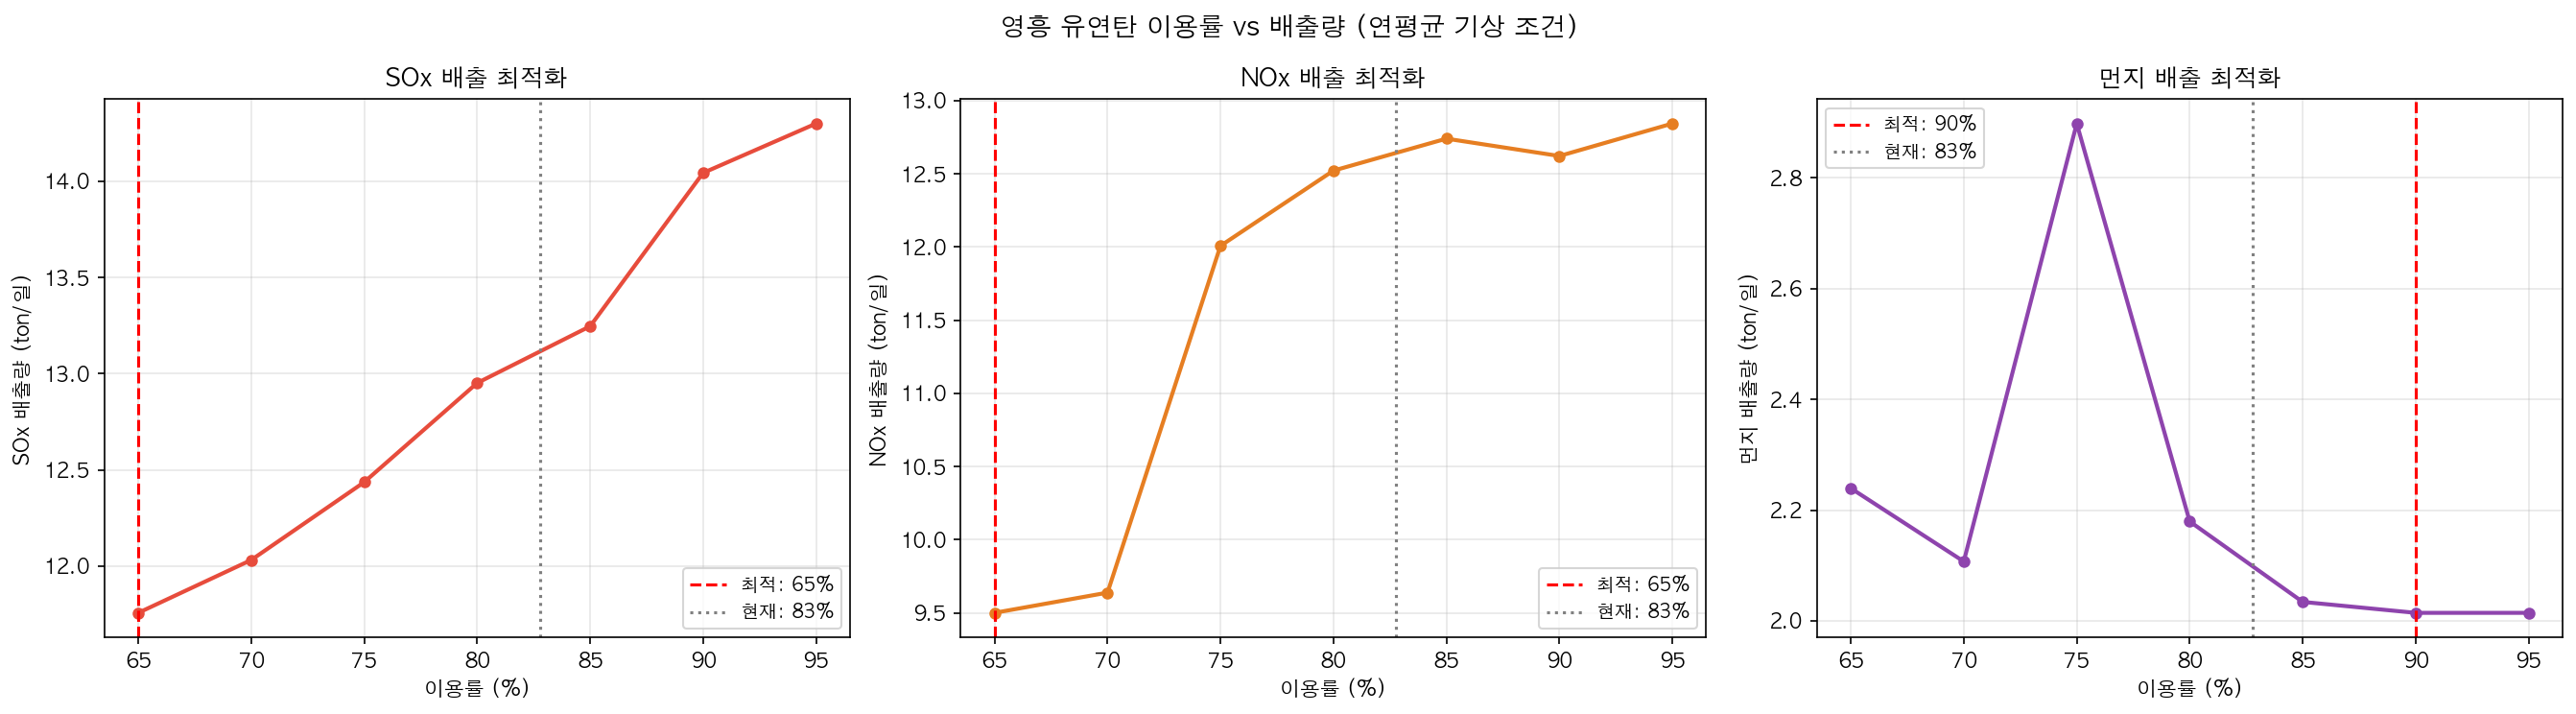 영흥 유연탄 이용률 vs 배출량 (연평균 기상 조건)
SOx 배출 최적화
SOx 배출량 (ton/일)
14.0
13.5
13.0
12.5
12.0
65 70 75 80 85 90 95
이용률 (%)
최적: 65%
현재: 83%
NOx 배출 최적화
NOx 배출량 (ton/일)
13.0
12.5
12.0
11.5
11.0
10.5
10.0
9.5
65 70 75 80 85 90 95
이용률 (%)
최적: 65%
현재: 83%
먼지 배출 최적화
먼지 배출량 (ton/일)
최적: 90%
현재: 83%
2.8
2.6
2.4
2.2
2.0
65 70 75 80 85 90 95
이용률 (%)